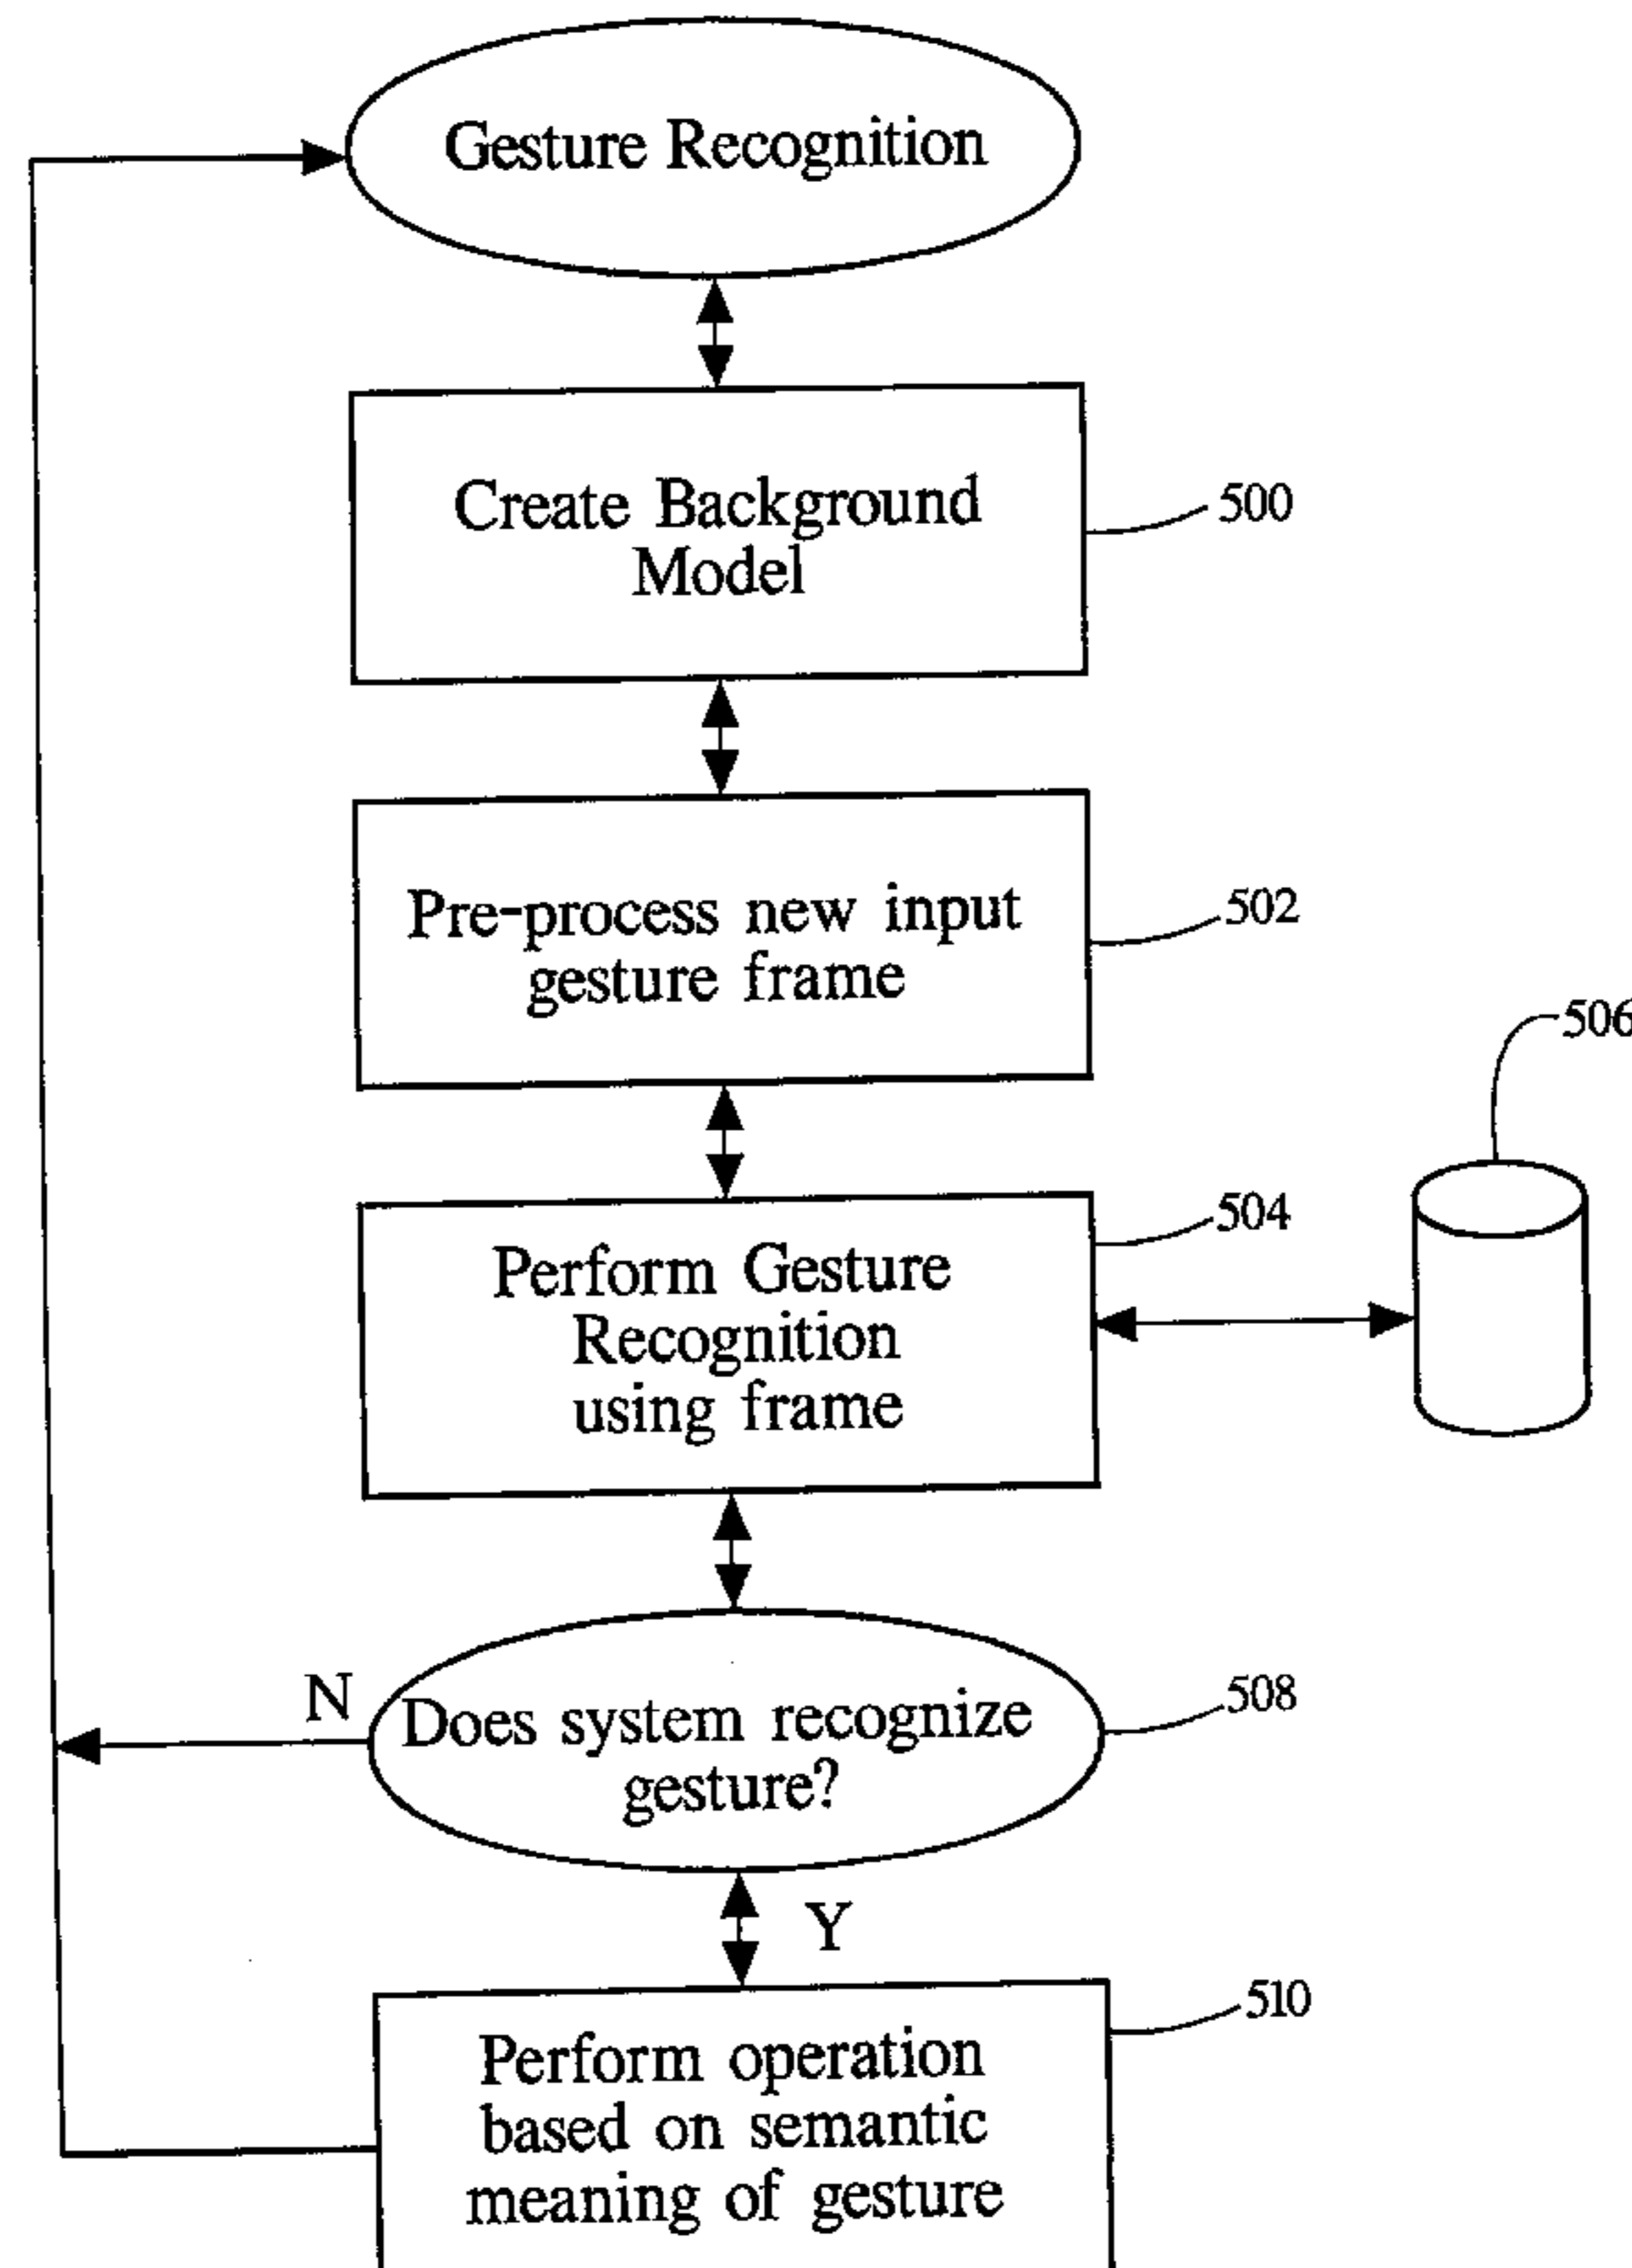 Gesture Recognition
Create Background
Model
500
Pre-process new input
gesture frame
502
506
504
Perform Gesture
Recognition
using frame
N
Does system recognize
gesture?
508
Y
510
Perform operation
based on semantic
meaning of gesture